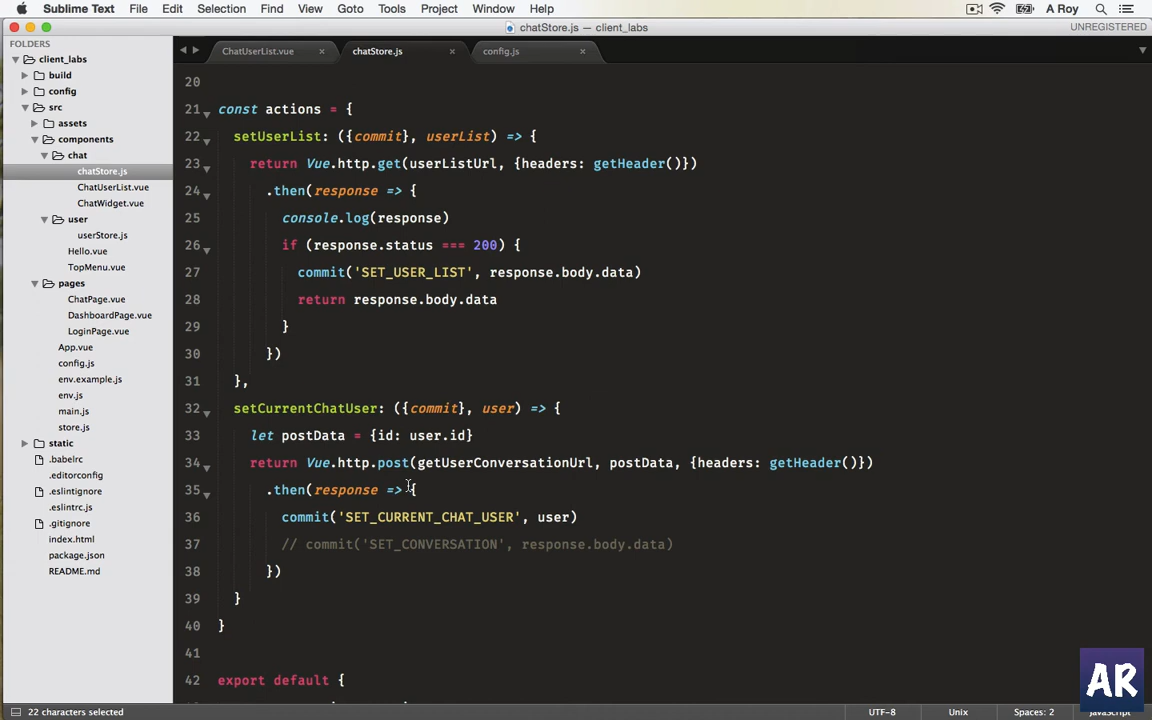 Sublime Text File Edit Selection Find View Goto Tools Project Window Help A Roy
chatStore.js — client_labs UNREGISTERED
FOLDERS
client_labs
build
config
src
assets
components
chat
chatStore.js
ChatUserList.vue
ChatWidget.vue
user
userStore.js
Hello.vue
TopMenu.vue
pages
ChatPage.vue
DashboardPage.vue
LoginPage.vue
App.vue
config.js
env.example.js
env.js
main.js
store.js
static
.babelrc
.editorconfig
.eslintignore
.eslintrc.js
.gitignore
index.html
package.json
README.md
ChatUserList.vue × chatStore.js × config.js ×
20
21 const actions = {
22 setUserList: ({commit}, userList) => {
23 return Vue.http.get(userListUrl, {headers: getHeader()})
24 .then(response => {
25 console.log(response)
26 if (response.status === 200) {
27 commit('SET_USER_LIST', response.body.data)
28 return response.body.data
29 }
30 })
31 },
32 setCurrentChatUser: ({commit}, user) => {
33 let postData = {id: user.id}
34 return Vue.http.post(getUserConversationUrl, postData, {headers: getHeader()})
35 .then(response => {
36 commit('SET_CURRENT_CHAT_USER', user)
37 // commit('SET_CONVERSATION', response.body.data)
38 })
39 }
40 }
41
42 export default {
AR
22 characters selected UTF-8 Unix Spaces: 2 JavaScript